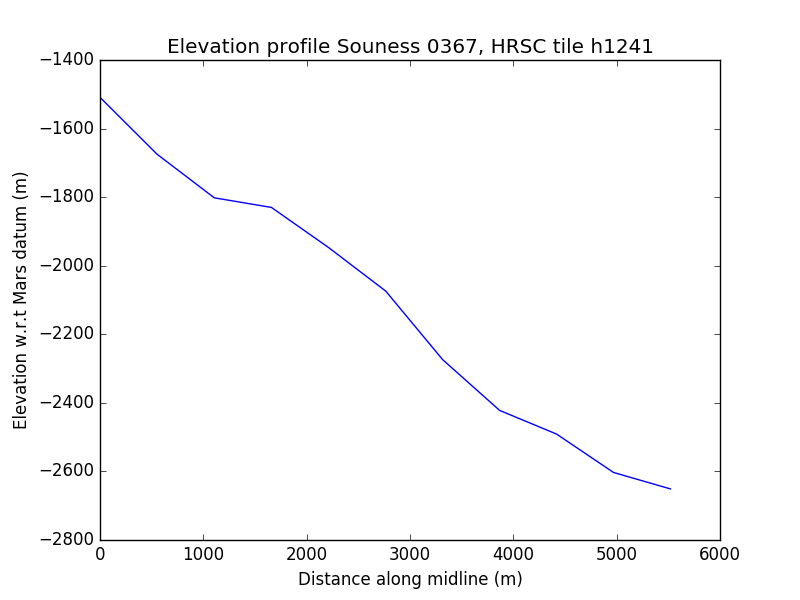 Elevation profile Souness 0367, HRSC tile h1241
−1400
−1600
−1800
−2000
−2200
−2400
−2600
−2800
Elevation w.r.t Mars datum (m)
0 1000 2000 3000 4000 5000 6000
Distance along midline (m)